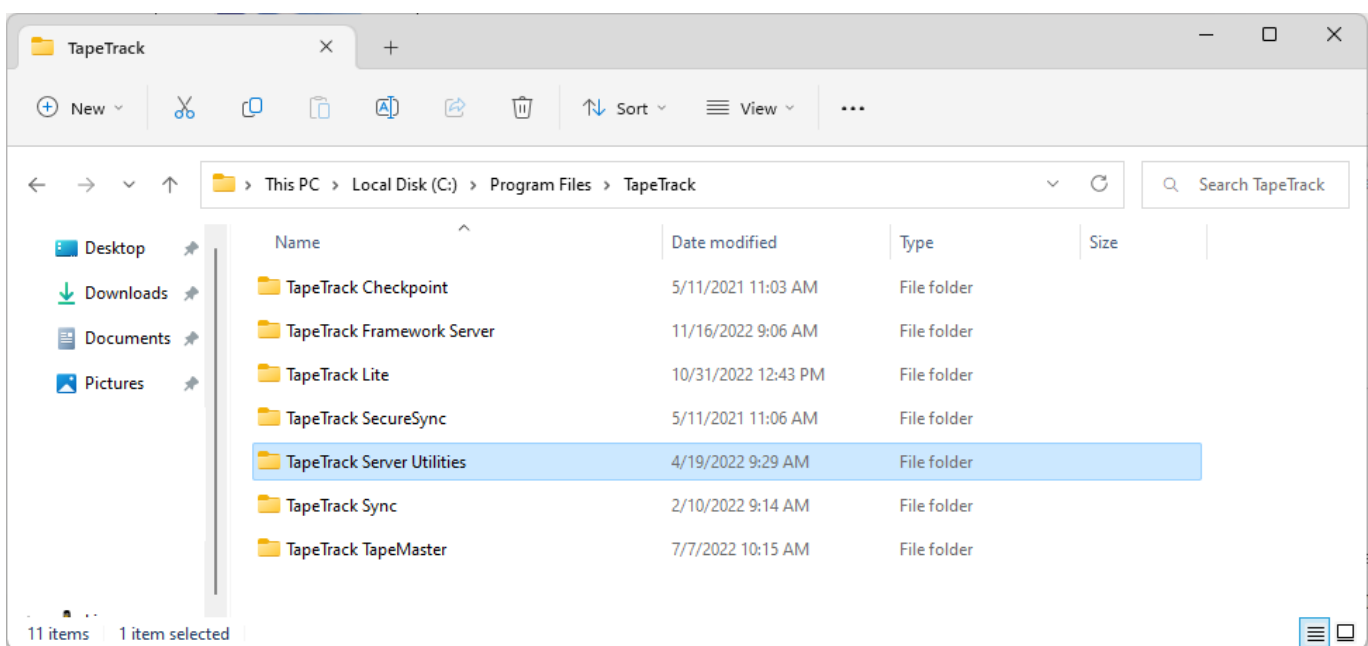 TapeTrack
New
Sort
View
This PC > Local Disk (C:) > Program Files > TapeTrack
Search TapeTrack
Desktop
Downloads
Documents
Pictures
Name Date modified Type Size
TapeTrack Checkpoint 5/11/2021 11:03 AM File folder
TapeTrack Framework Server 11/16/2022 9:06 AM File folder
TapeTrack Lite 10/31/2022 12:43 PM File folder
TapeTrack SecureSync 5/11/2021 11:06 AM File folder
TapeTrack Server Utilities 4/19/2022 9:29 AM File folder
TapeTrack Sync 2/10/2022 9:14 AM File folder
TapeTrack TapeMaster 7/7/2022 10:15 AM File folder
11 items 1 item selected